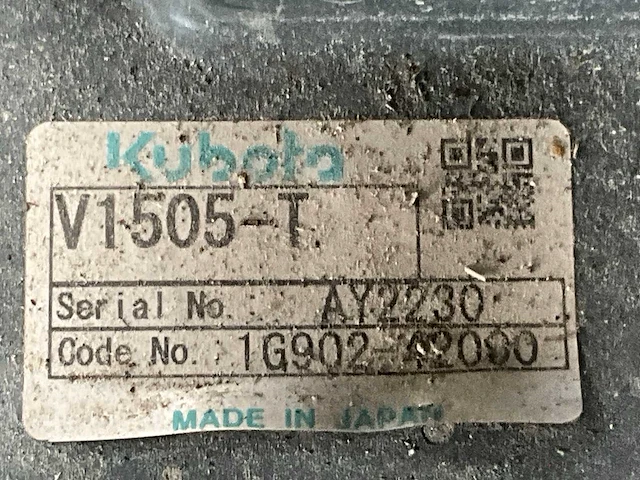 Kubota
V1505-T
Serial No. AY2230
Code No. 1G902-42000
MADE IN JAPAN